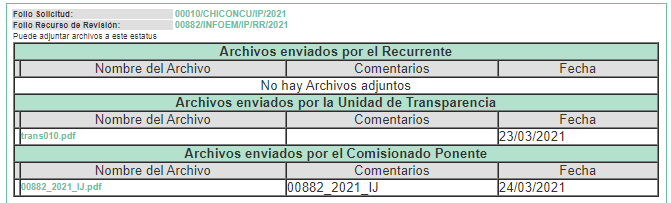 Folio Solicitud: 00010/CHICONCU/IP/2021
Folio Recurso de Revisión: 00882/INFOEM/IP/RR/2021
Puede adjuntar archivos a este estatus
Archivos enviados por el Recurrente
Nombre del Archivo Comentarios Fecha
No hay Archivos adjuntos
Archivos enviados por la Unidad de Transparencia
Nombre del Archivo Comentarios Fecha
trans010.pdf 23/03/2021
Archivos enviados por el Comisionado Ponente
Nombre del Archivo Comentarios Fecha
00882_2021_IJ.pdf 00882_2021_IJ 24/03/2021